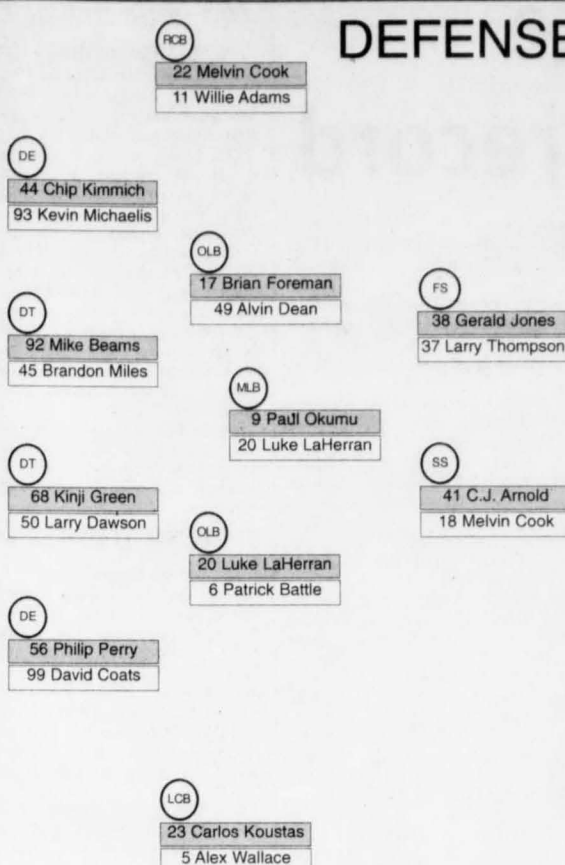 DEFENSE
RCB
22 Melvin Cook
11 Willie Adams
DE
44 Chip Kimmich
93 Kevin Michaelis
OLB
17 Brian Foreman
49 Alvin Dean
FS
38 Gerald Jones
37 Larry Thompson
DT
92 Mike Beams
45 Brandon Miles
MLB
9 Paul Okumu
20 Luke LaHerran
DT
68 Kinji Green
50 Larry Dawson
SS
41 C.J. Arnold
18 Melvin Cook
OLB
20 Luke LaHerran
6 Patrick Battle
DE
56 Philip Perry
99 David Coats
LCB
23 Carlos Koustas
5 Alex Wallace